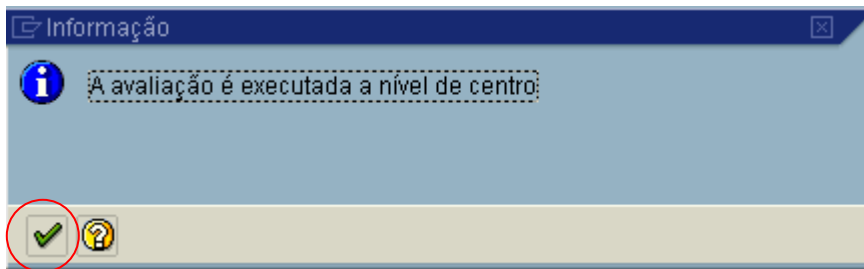 Informação
A avaliação é executada a nível de centro